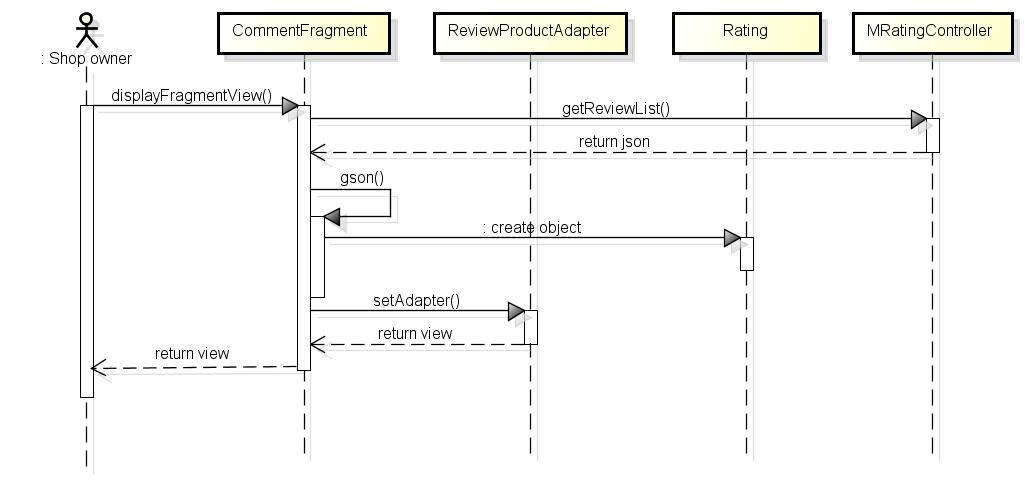 : Shop owner
CommentFragment
ReviewProductAdapter
Rating
MRatingController
displayFragmentView()
getReviewList()
return json
gson()
: create object
setAdapter()
return view
return view